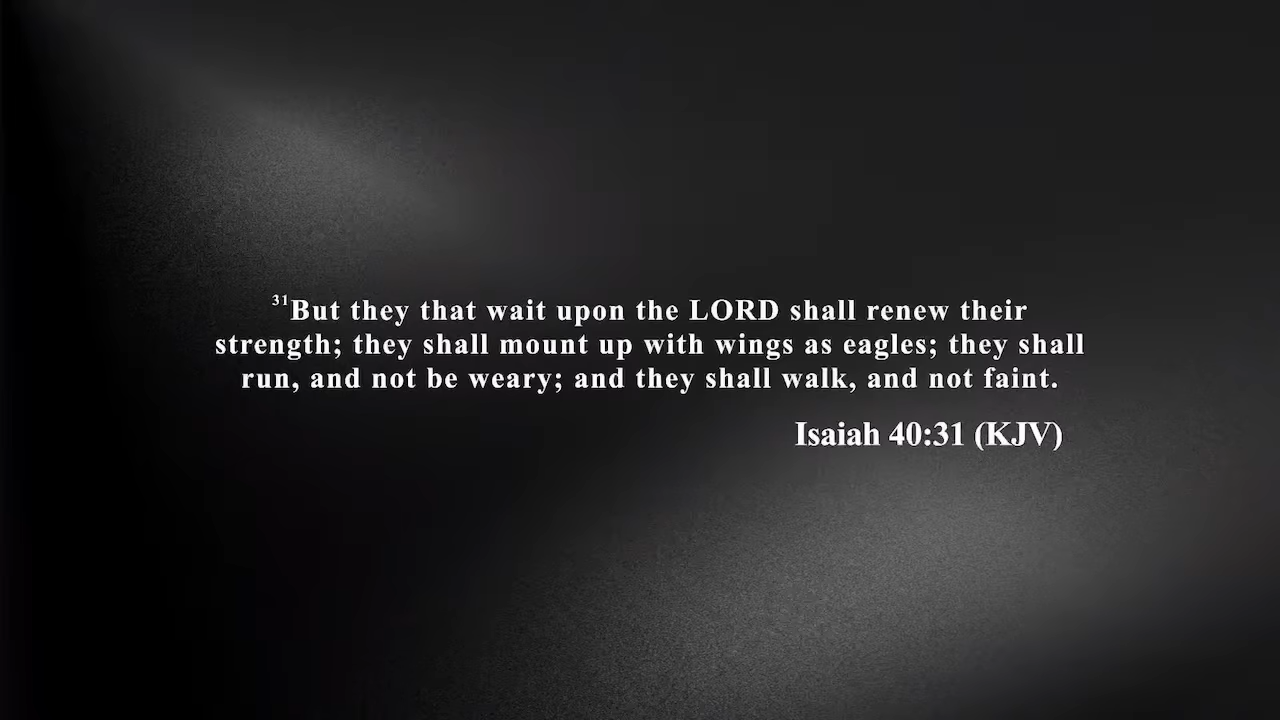 31But they that wait upon the LORD shall renew their
strength; they shall mount up with wings as eagles; they shall
run, and not be weary; and they shall walk, and not faint.
Isaiah 40:31 (KJV)